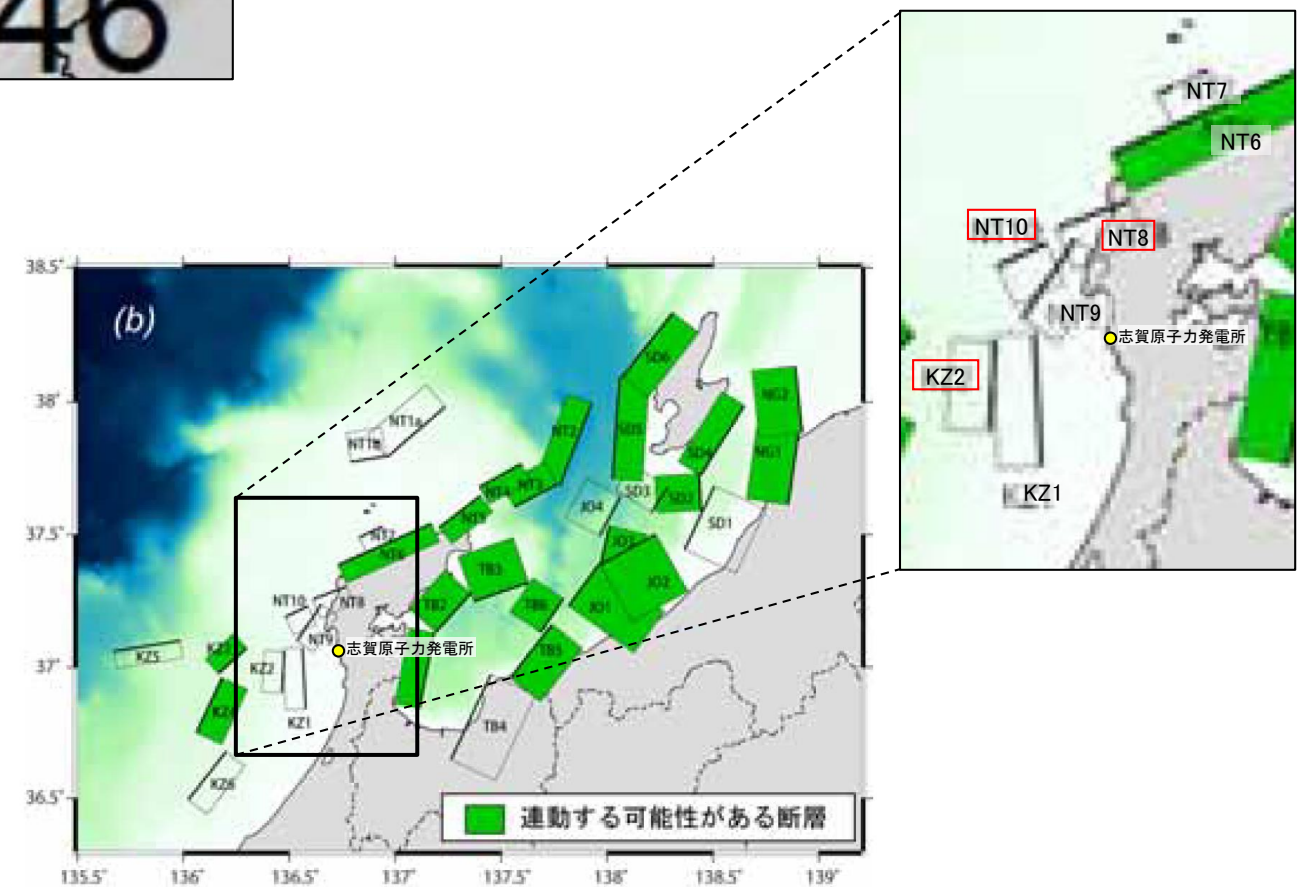 46
NT7
NT6
NT10
NT8
NT9
志賀原子力発電所
KZ2
KZ1
38.5°
(b)
SD6
38°
NT1a
NT1b
NT2
SD5
NG2
SD4
NG1
NT4
NT3
SD3
SD2
JO4
SD1
37.5°
NT7
NT5
NT6
JO3
TB3
JO2
NT10
NT8
TB2
TB6
JO1
NT9
志賀原子力発電所
37°
KZ5
KZ3
KZ2
TB5
KZ4
KZ1
TB4
36.5°
KZ6
連動する可能性がある断層
135.5°
136°
136.5°
137°
137.5°
138°
138.5°
139°